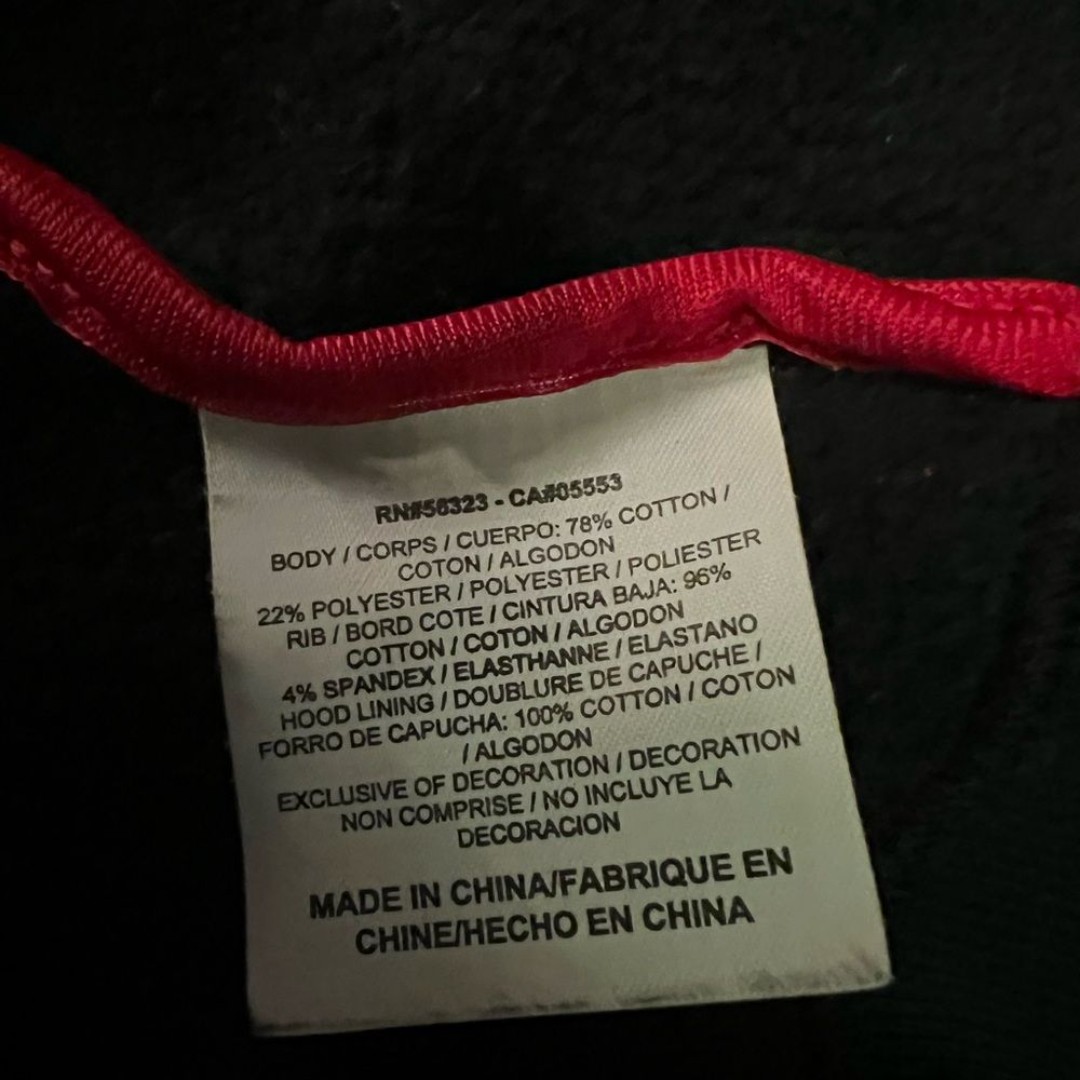 RN#56323 - CA#05553
BODY / CORPS / CUERPO: 78% COTTON /
COTON / ALGODON
22% POLYESTER / POLYESTER / POLIESTER
RIB / BORD COTE / CINTURA BAJA: 96%
COTTON / COTON / ALGODON
4% SPANDEX / ELASTHANNE / ELASTANO
HOOD LINING / DOUBLURE DE CAPUCHE /
FORRO DE CAPUCHA: 100% COTTON / COTON
/ ALGODON
EXCLUSIVE OF DECORATION / DECORATION
NON COMPRISE / NO INCLUYE LA
DECORACION
MADE IN CHINA/FABRIQUE EN
CHINE/HECHO EN CHINA